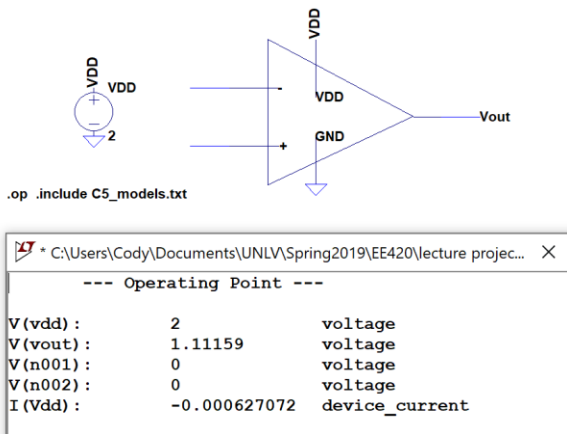 VDD
VDD
VDD
2
-
VDD
GND
+
Vout
.op .include C5_models.txt
* C:\Users\Cody\Documents\UNLV\Spring2019\EE420\lecture projec...
--- Operating Point ---
V(vdd): 2 voltage
V(vout): 1.11159 voltage
V(n001): 0 voltage
V(n002): 0 voltage
I(Vdd): -0.000627072 device_current